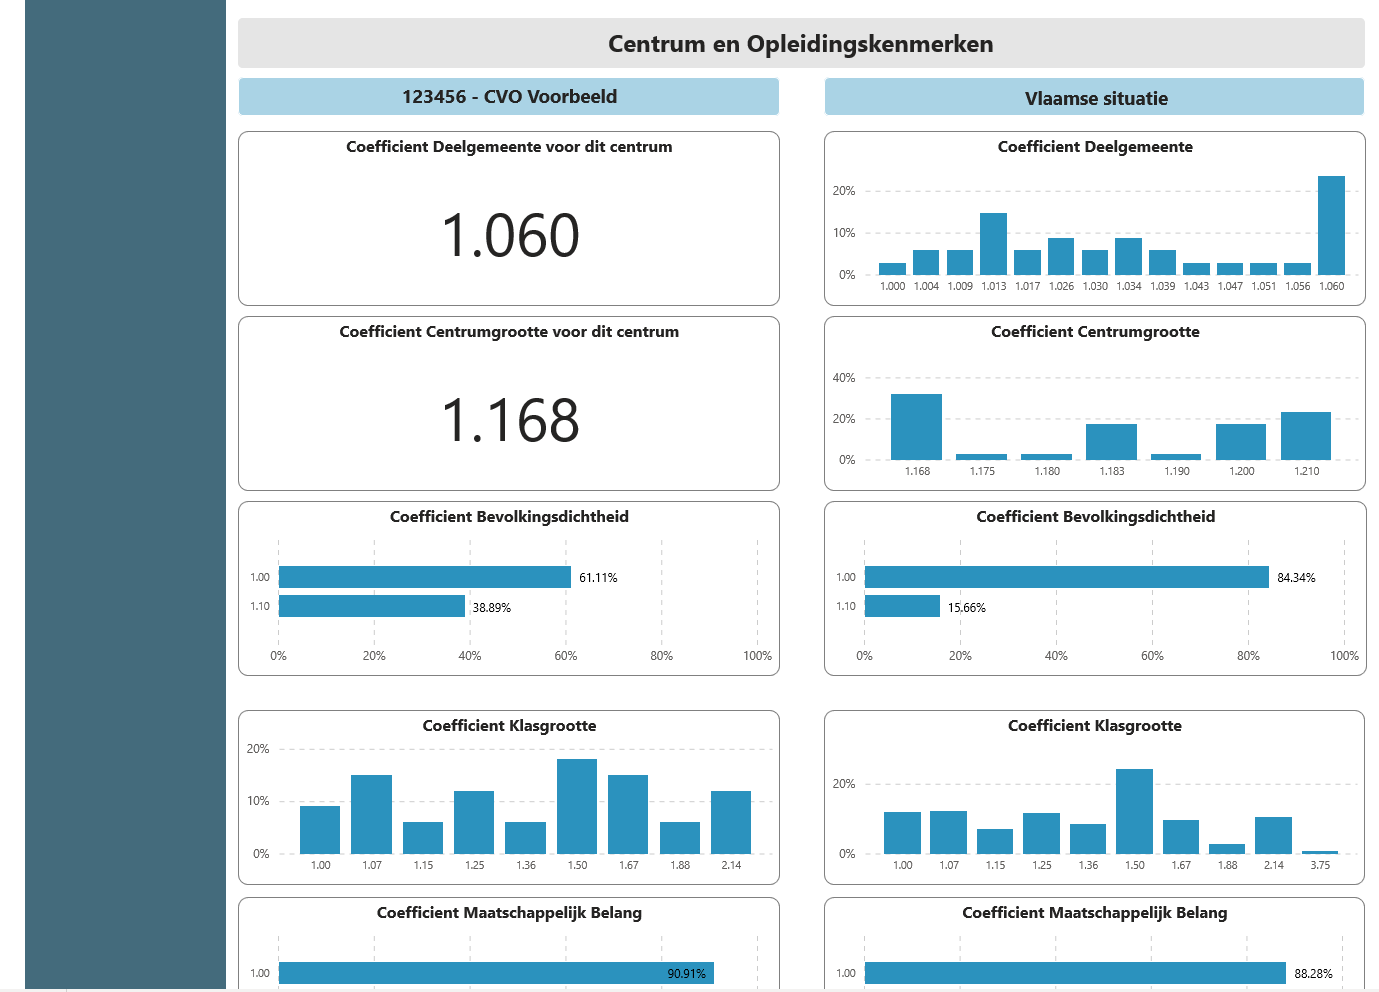 Centrum en Opleidingskenmerken
123456 - CVO Voorbeeld
Vlaamse situatie
Coefficient Deelgemeente voor dit centrum
1.060
Coefficient Deelgemeente
20%
10%
0%
1.000 1.004 1.009 1.013 1.017 1.026 1.030 1.034 1.039 1.043 1.047 1.051 1.056 1.060
Coefficient Centrumgrootte voor dit centrum
1.168
Coefficient Centrumgrootte
40%
20%
0%
1.168 1.175 1.180 1.183 1.190 1.200 1.210
Coefficient Bevolkingsdichtheid
1.00 61.11%
1.10 38.89%
0% 20% 40% 60% 80% 100%
Coefficient Bevolkingsdichtheid
1.00 84.34%
1.10 15.66%
0% 20% 40% 60% 80% 100%
Coefficient Klasgrootte
20%
10%
0%
1.00 1.07 1.15 1.25 1.36 1.50 1.67 1.88 2.14
Coefficient Klasgrootte
20%
0%
1.00 1.07 1.15 1.25 1.36 1.50 1.67 1.88 2.14 3.75
Coefficient Maatschappelijk Belang
1.00 90.91%
Coefficient Maatschappelijk Belang
1.00 88.28%